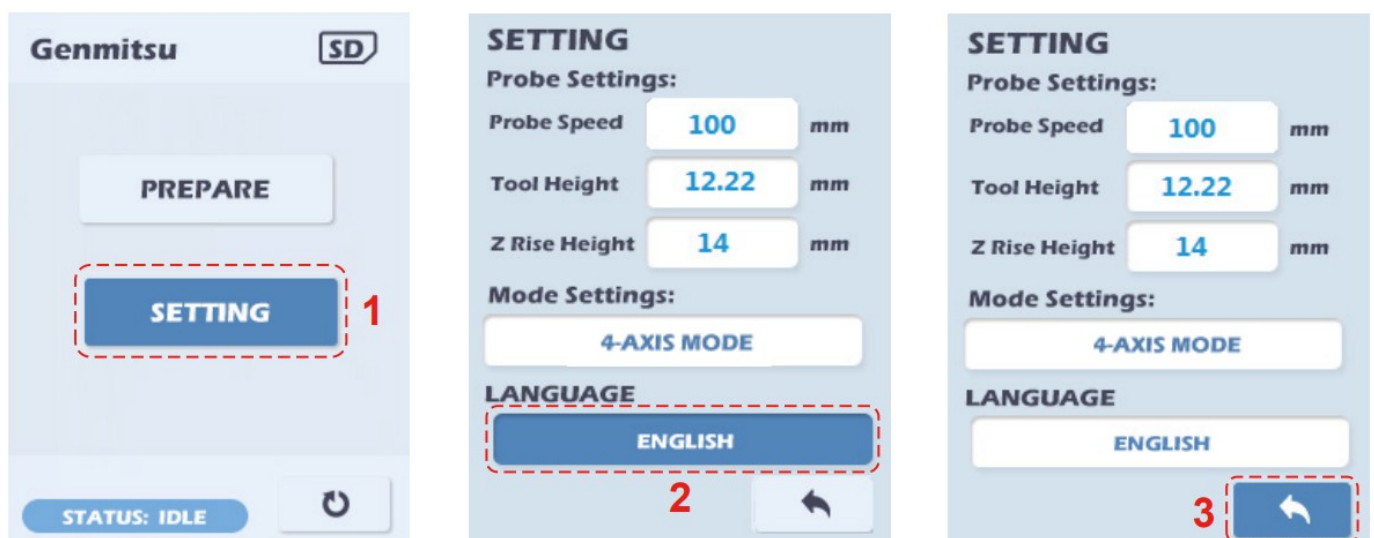 Genmitsu SD
PREPARE
SETTING
1
STATUS: IDLE
SETTING
Probe Settings:
Probe Speed 100 mm
Tool Height 12.22 mm
Z Rise Height 14 mm
Mode Settings:
4-AXIS MODE
LANGUAGE
ENGLISH
2
SETTING
Probe Settings:
Probe Speed 100 mm
Tool Height 12.22 mm
Z Rise Height 14 mm
Mode Settings:
4-AXIS MODE
LANGUAGE
ENGLISH
3